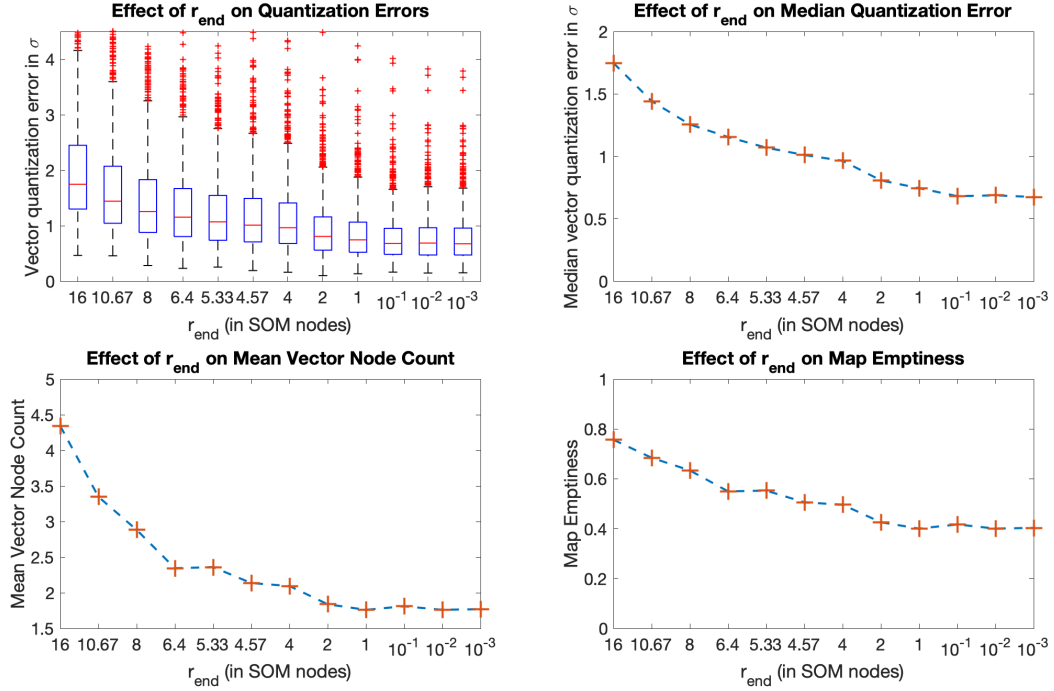 Effect of r_end on Quantization Errors
Vector quantization error in σ
4
3
2
1
0
16 10.67 8 6.4 5.33 4.57 4 2 1 10⁻¹ 10⁻² 10⁻³
r_end (in SOM nodes)
Effect of r_end on Median Quantization Error
Median vector quantization error in σ
2
1.5
1
0.5
0
16 10.67 8 6.4 5.33 4.57 4 2 1 10⁻¹ 10⁻² 10⁻³
r_end (in SOM nodes)
Effect of r_end on Mean Vector Node Count
Mean Vector Node Count
5
4.5
4
3.5
3
2.5
2
1.5
16 10.67 8 6.4 5.33 4.57 4 2 1 10⁻¹ 10⁻² 10⁻³
r_end (in SOM nodes)
Effect of r_end on Map Emptiness
Map Emptiness
1
0.8
0.6
0.4
0.2
0
16 10.67 8 6.4 5.33 4.57 4 2 1 10⁻¹ 10⁻² 10⁻³
r_end (in SOM nodes)